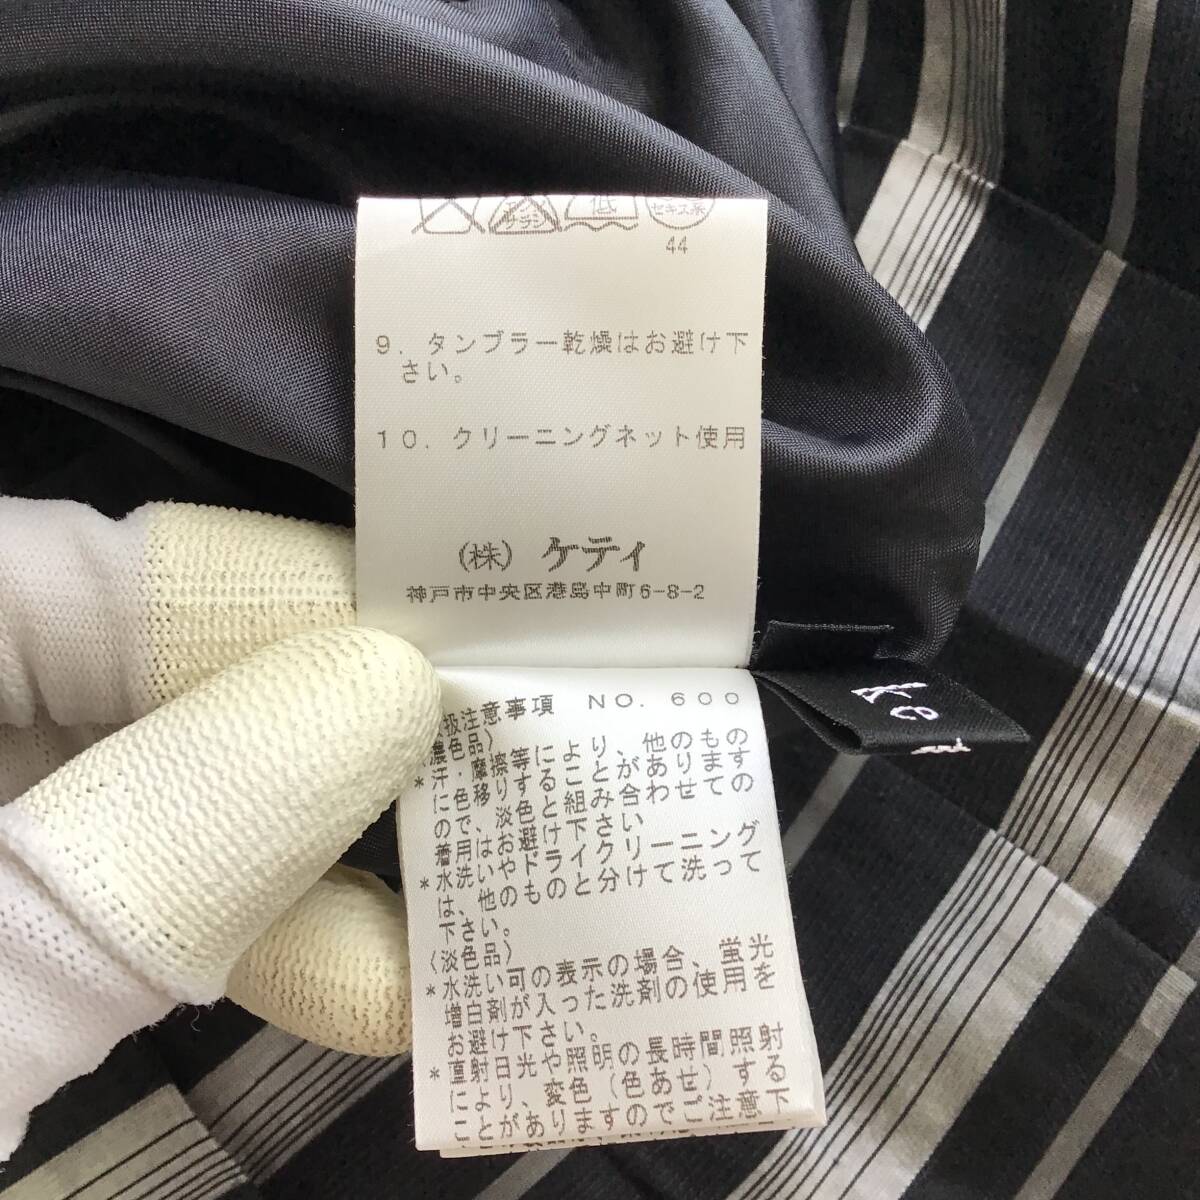 低
セキユ系
44
9. タンブラー乾燥はお避け下
さい。
10. クリーニングネット使用
(株) ケティ
神戸市中央区港島中町6-8-2
取扱注意事項 NO. 600
〈濃色品〉
*汗・摩擦等により、他のもの
に色移りすることがあります
ので、淡色と組み合わせての
着用はお避け下さい
*水洗いやドライクリーニング
は、他のものと分けて洗って
下さい。
〈淡色品〉
*水洗い可の表示の場合、蛍光
増白剤が入った洗剤の使用を
お避け下さい。
*直射日光や照明の長時間照射
により、変色(色あせ)する
ことがありますのでご注意下
ke